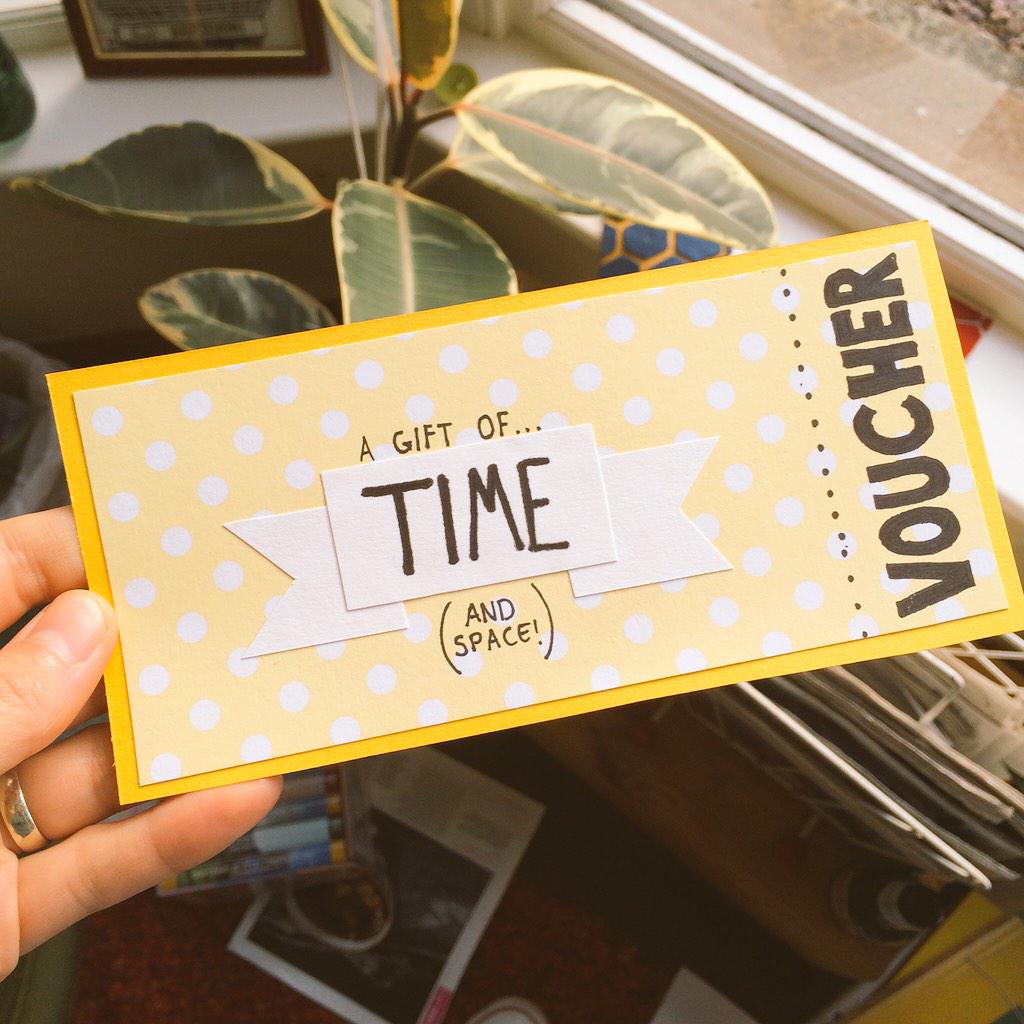 A GIFT OF...
TIME
(AND
SPACE!)
VOUCHER